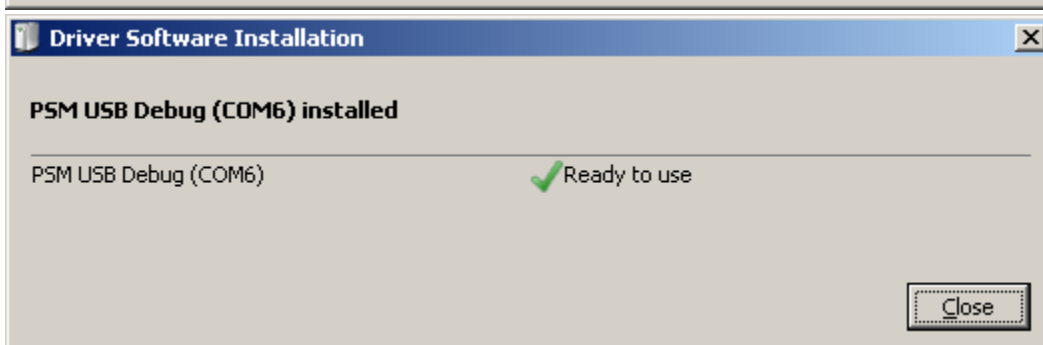 Driver Software Installation
PSM USB Debug (COM6) installed
PSM USB Debug (COM6) Ready to use
Close